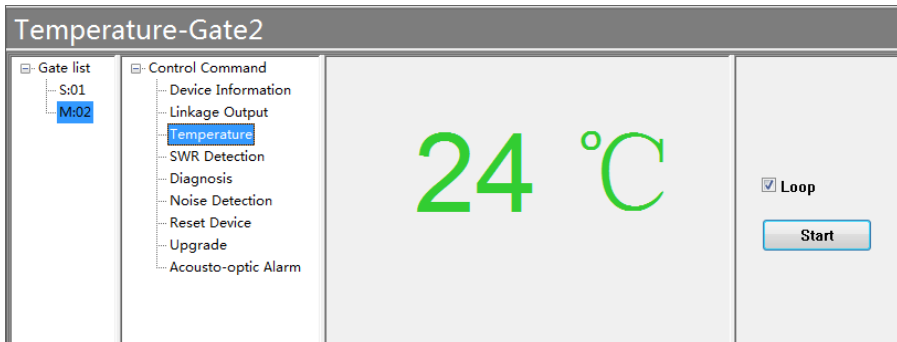 Temperature-Gate2
Gate list
S:01
M:02
Control Command
Device Information
Linkage Output
Temperature
SWR Detection
Diagnosis
Noise Detection
Reset Device
Upgrade
Acousto-optic Alarm
24 ℃
Loop
Start